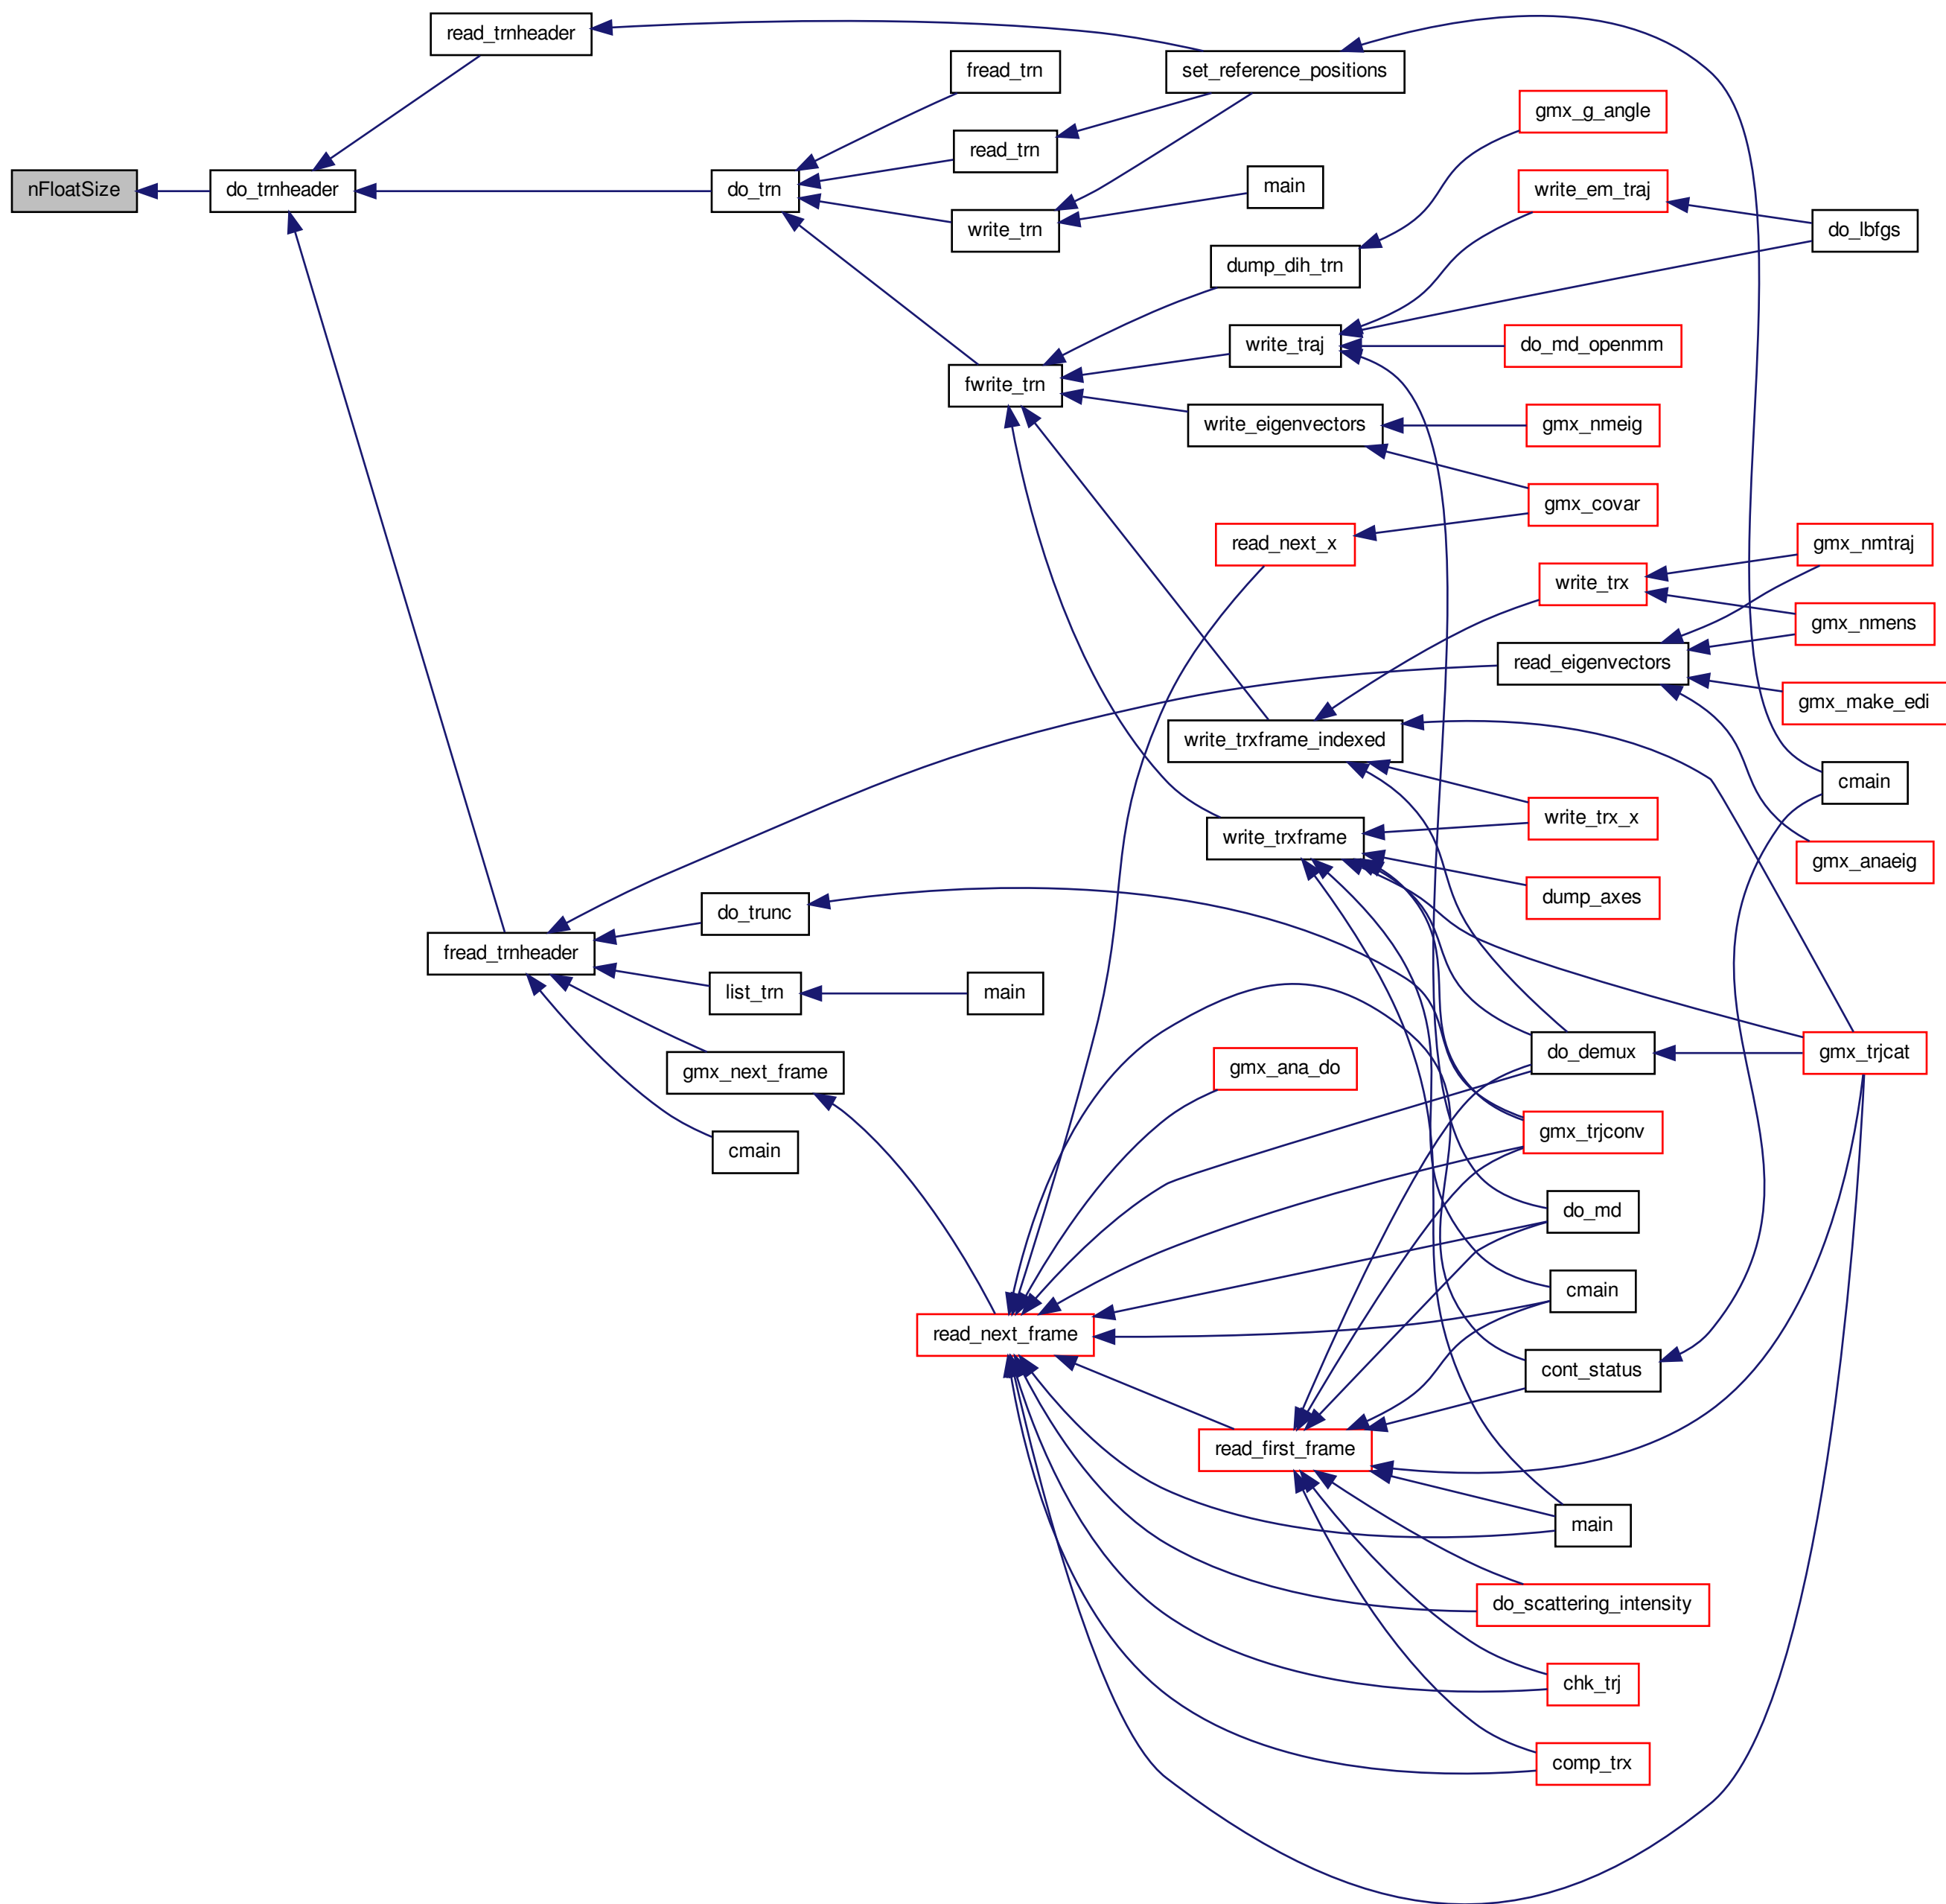 read_trnheader
fread_trn
set_reference_positions
gmx_g_angle
read_trn
nFloatSize
do_trnheader
do_trn
main
write_em_traj
write_trn
do_lbfgs
dump_dih_trn
write_traj
do_md_openmm
fwrite_trn
write_eigenvectors
gmx_nmeig
gmx_covar
read_next_x
gmx_nmtraj
write_trx
gmx_nmens
read_eigenvectors
gmx_make_edi
write_trxframe_indexed
cmain
write_trx_x
write_trxframe
gmx_anaeig
dump_axes
do_trunc
fread_trnheader
list_trn
main
do_demux
gmx_trjcat
gmx_ana_do
gmx_next_frame
gmx_trjconv
cmain
do_md
cmain
read_next_frame
cont_status
read_first_frame
main
do_scattering_intensity
chk_trj
comp_trx